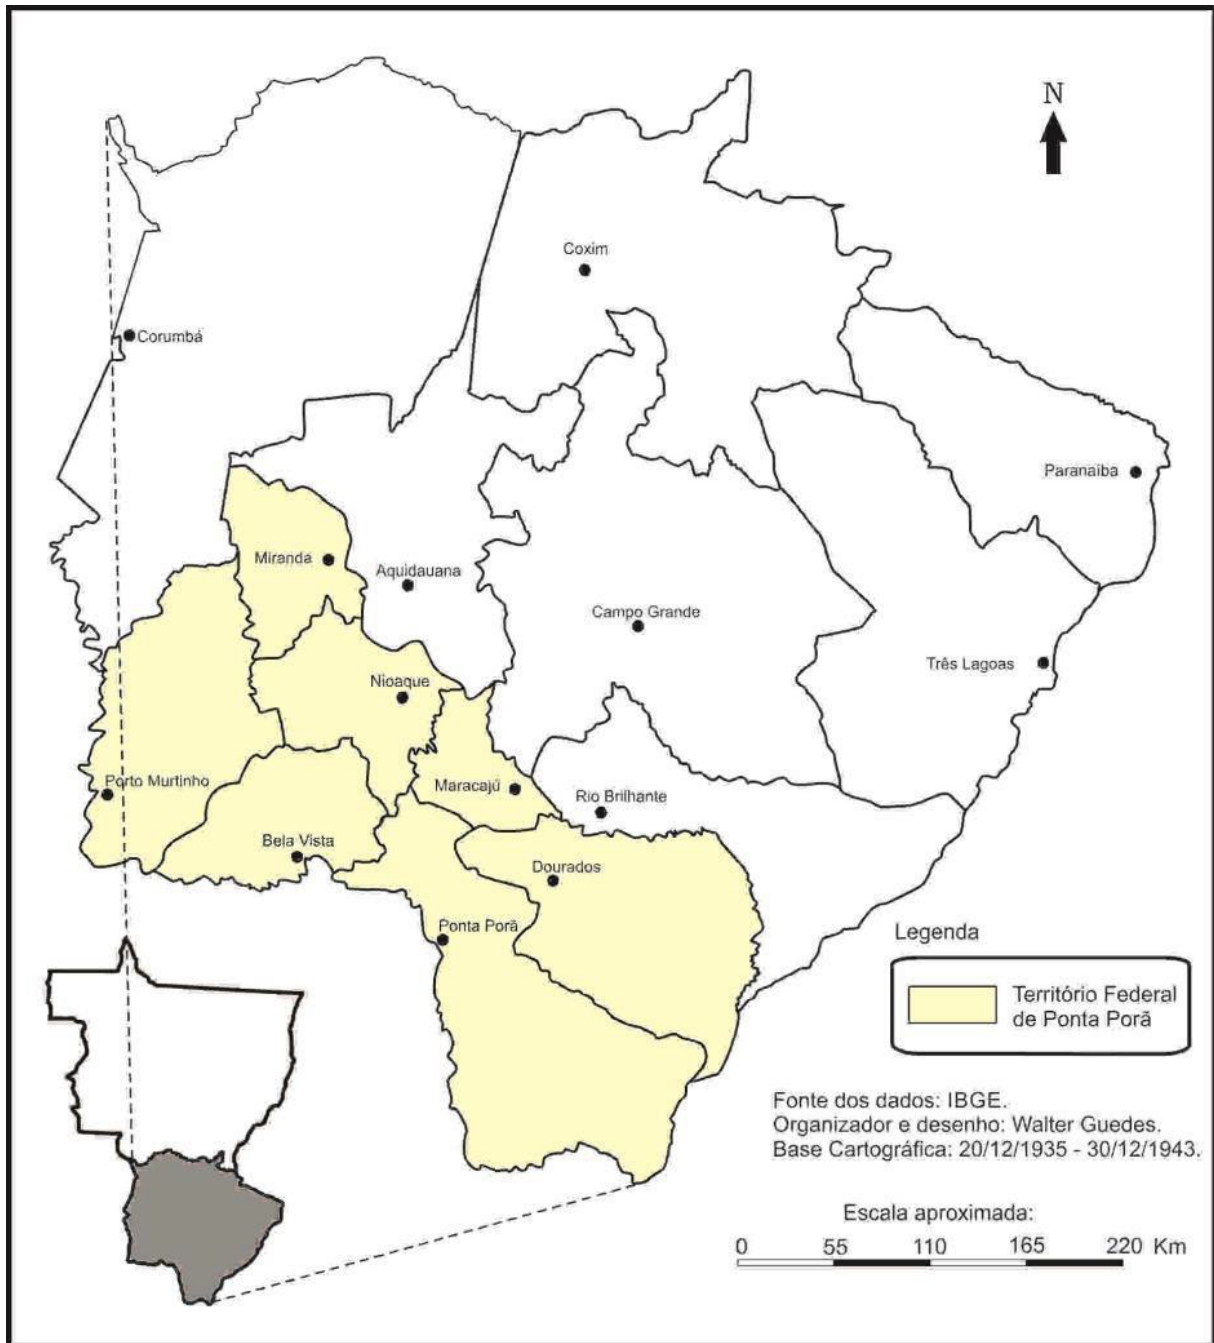 N
Coxim
Corumbá
Paranaiba
Miranda
Aquidauana
Campo Grande
Três Lagoas
Nioaque
Porto Murtinho
Maracajú
Rio Brilhante
Bela Vista
Dourados
Ponta Porã
Legenda
Território Federal
de Ponta Porã
Fonte dos dados: IBGE.
Organizador e desenho: Walter Guedes.
Base Cartográfica: 20/12/1935 - 30/12/1943.
Escala aproximada:
0 55 110 165 220 Km